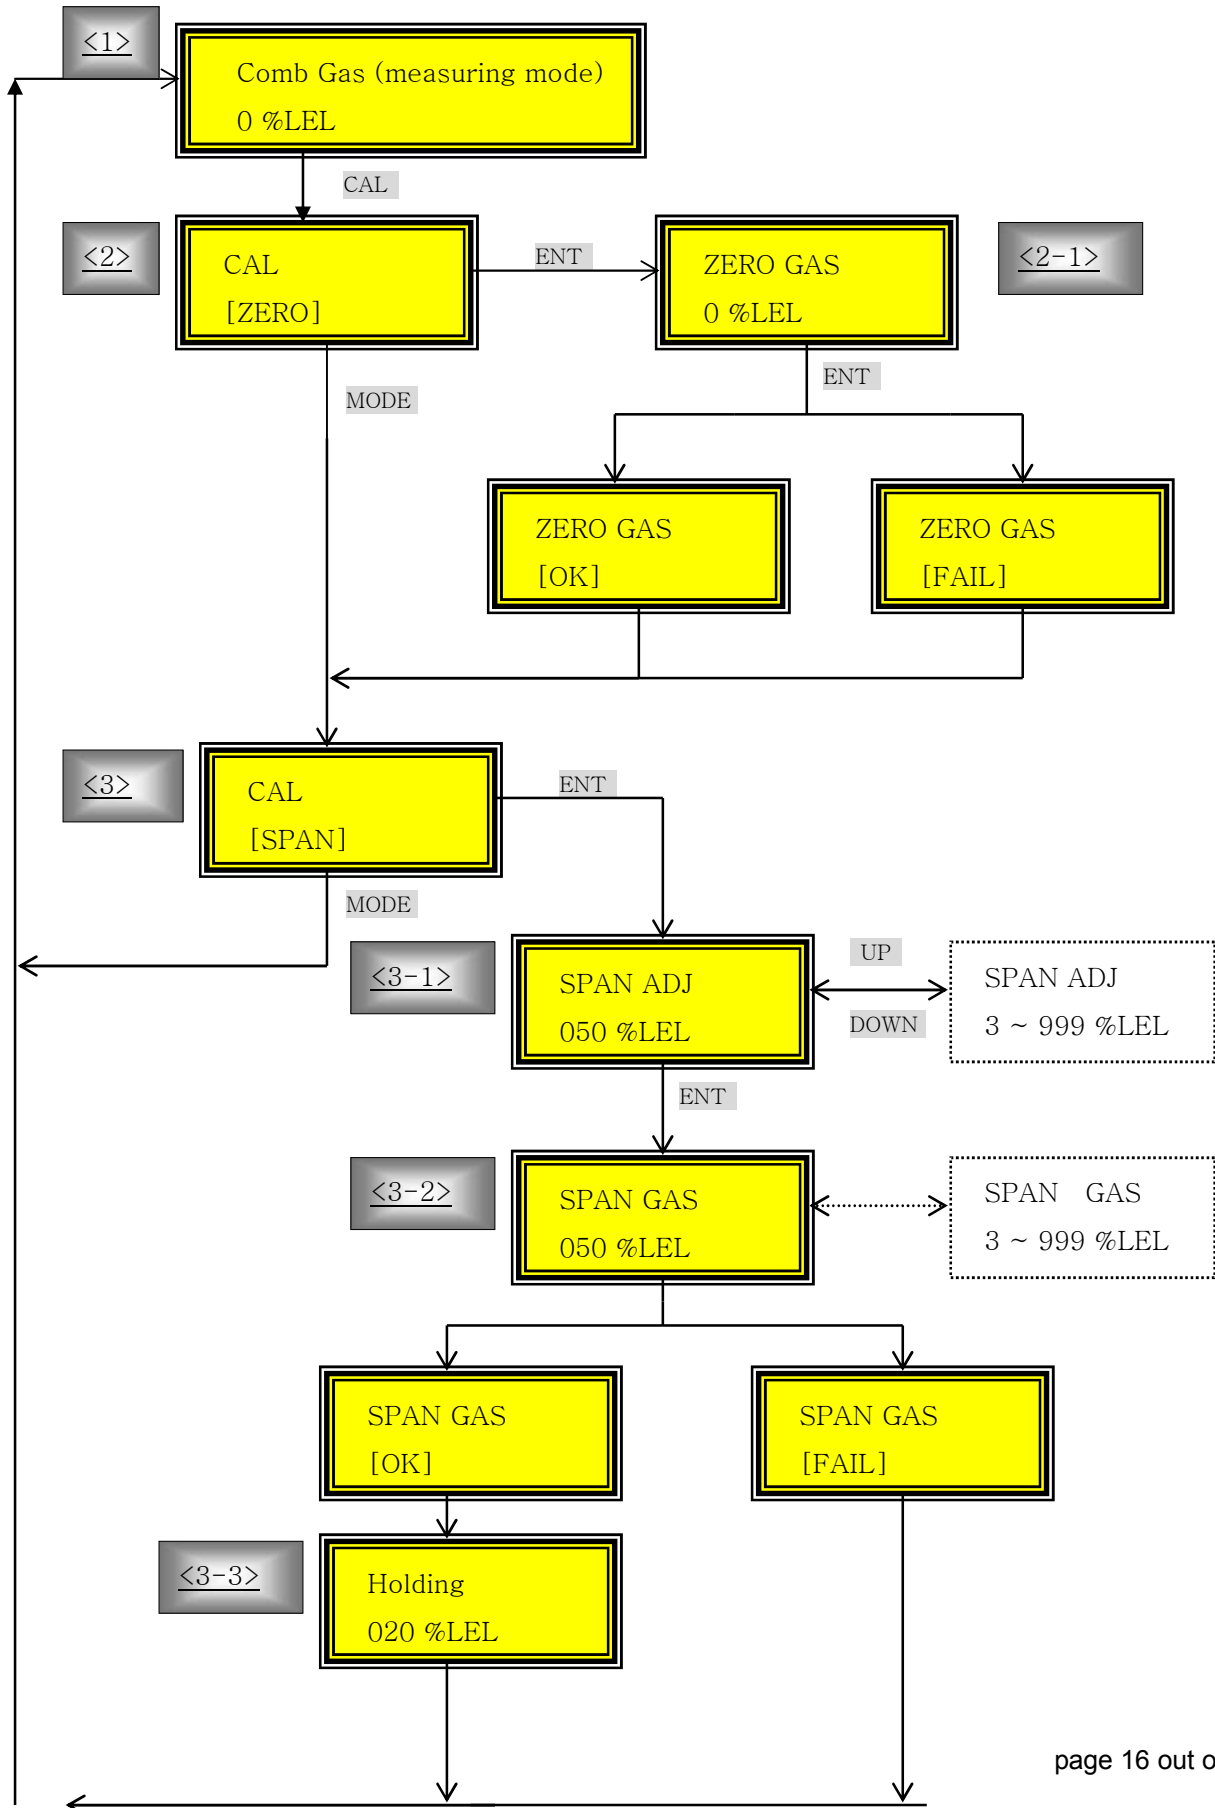 <1>
Comb Gas (measuring mode)
0 %LEL
CAL
<2>
CAL
[ZERO]
ENT
ZERO GAS
0 %LEL
<2-1>
MODE
ENT
ZERO GAS
[OK]
ZERO GAS
[FAIL]
<3>
CAL
[SPAN]
ENT
MODE
<3-1>
SPAN ADJ
050 %LEL
UP
DOWN
SPAN ADJ
3 ~ 999 %LEL
ENT
<3-2>
SPAN GAS
050 %LEL
SPAN GAS
3 ~ 999 %LEL
SPAN GAS
[OK]
SPAN GAS
[FAIL]
<3-3>
Holding
020 %LEL
page 16 out o